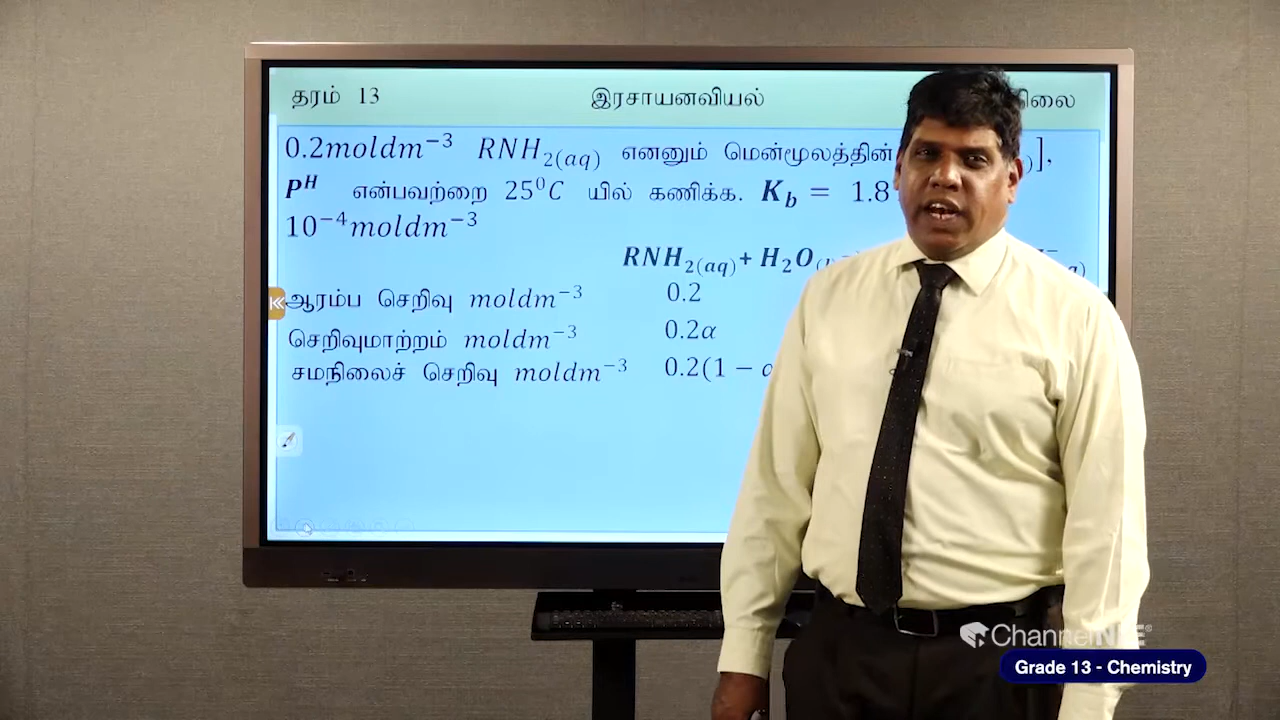 தரம் 13 இரசாயனவியல்
0.2moldm⁻³ RNH₂₍aq₎ எனனும் மென்மூலத்தின் ],
Pᴴ என்பவற்றை 25⁰C யில் கணிக்க. K_b = 1.8
10⁻⁴moldm⁻³
RNH₂₍aq₎ + H₂O
ஆரம்ப செறிவு moldm⁻³ 0.2
செறிவுமாற்றம் moldm⁻³ 0.2α
சமநிலைச் செறிவு moldm⁻³ 0.2(1 −
Grade 13 - Chemistry